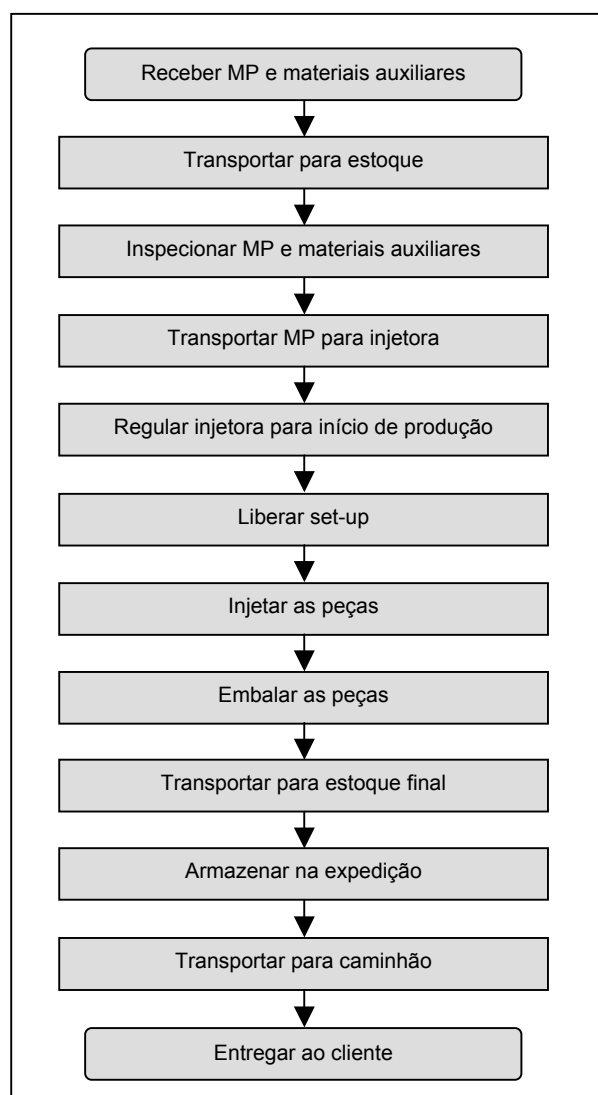 Receber MP e materiais auxiliares
Transportar para estoque
Inspecionar MP e materiais auxiliares
Transportar MP para injetora
Regular injetora para início de produção
Liberar set-up
Injetar as peças
Embalar as peças
Transportar para estoque final
Armazenar na expedição
Transportar para caminhão
Entregar ao cliente